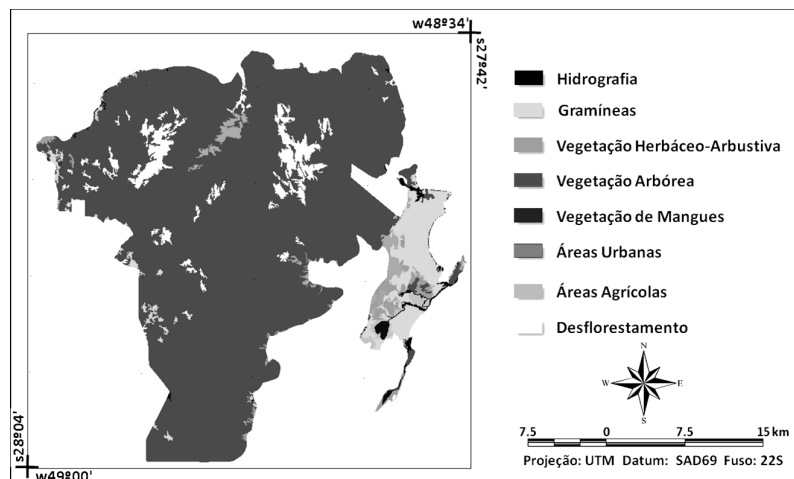 w48º34'
s27º42'
Hidrografia
Gramíneas
Vegetação Herbáceo-Arbustiva
Vegetação Arbórea
Vegetação de Mangues
Áreas Urbanas
Áreas Agrícolas
Desflorestamento
N
W E
S
7.5 0 7.5 15 km
Projeção: UTM Datum: SAD69 Fuso: 22S
s28º04'
w49º00'